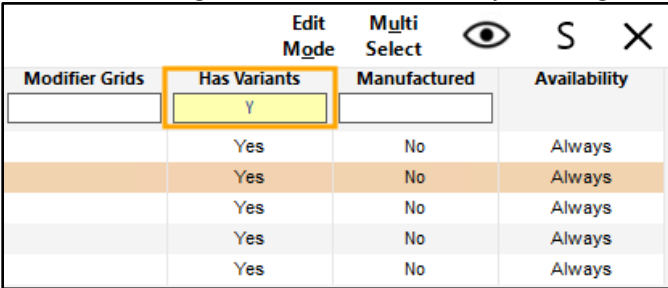 Edit Mode Multi Select S X
Modifier Grids Has Variants Manufactured Availability
Y
Yes No Always
Yes No Always
Yes No Always
Yes No Always
Yes No Always